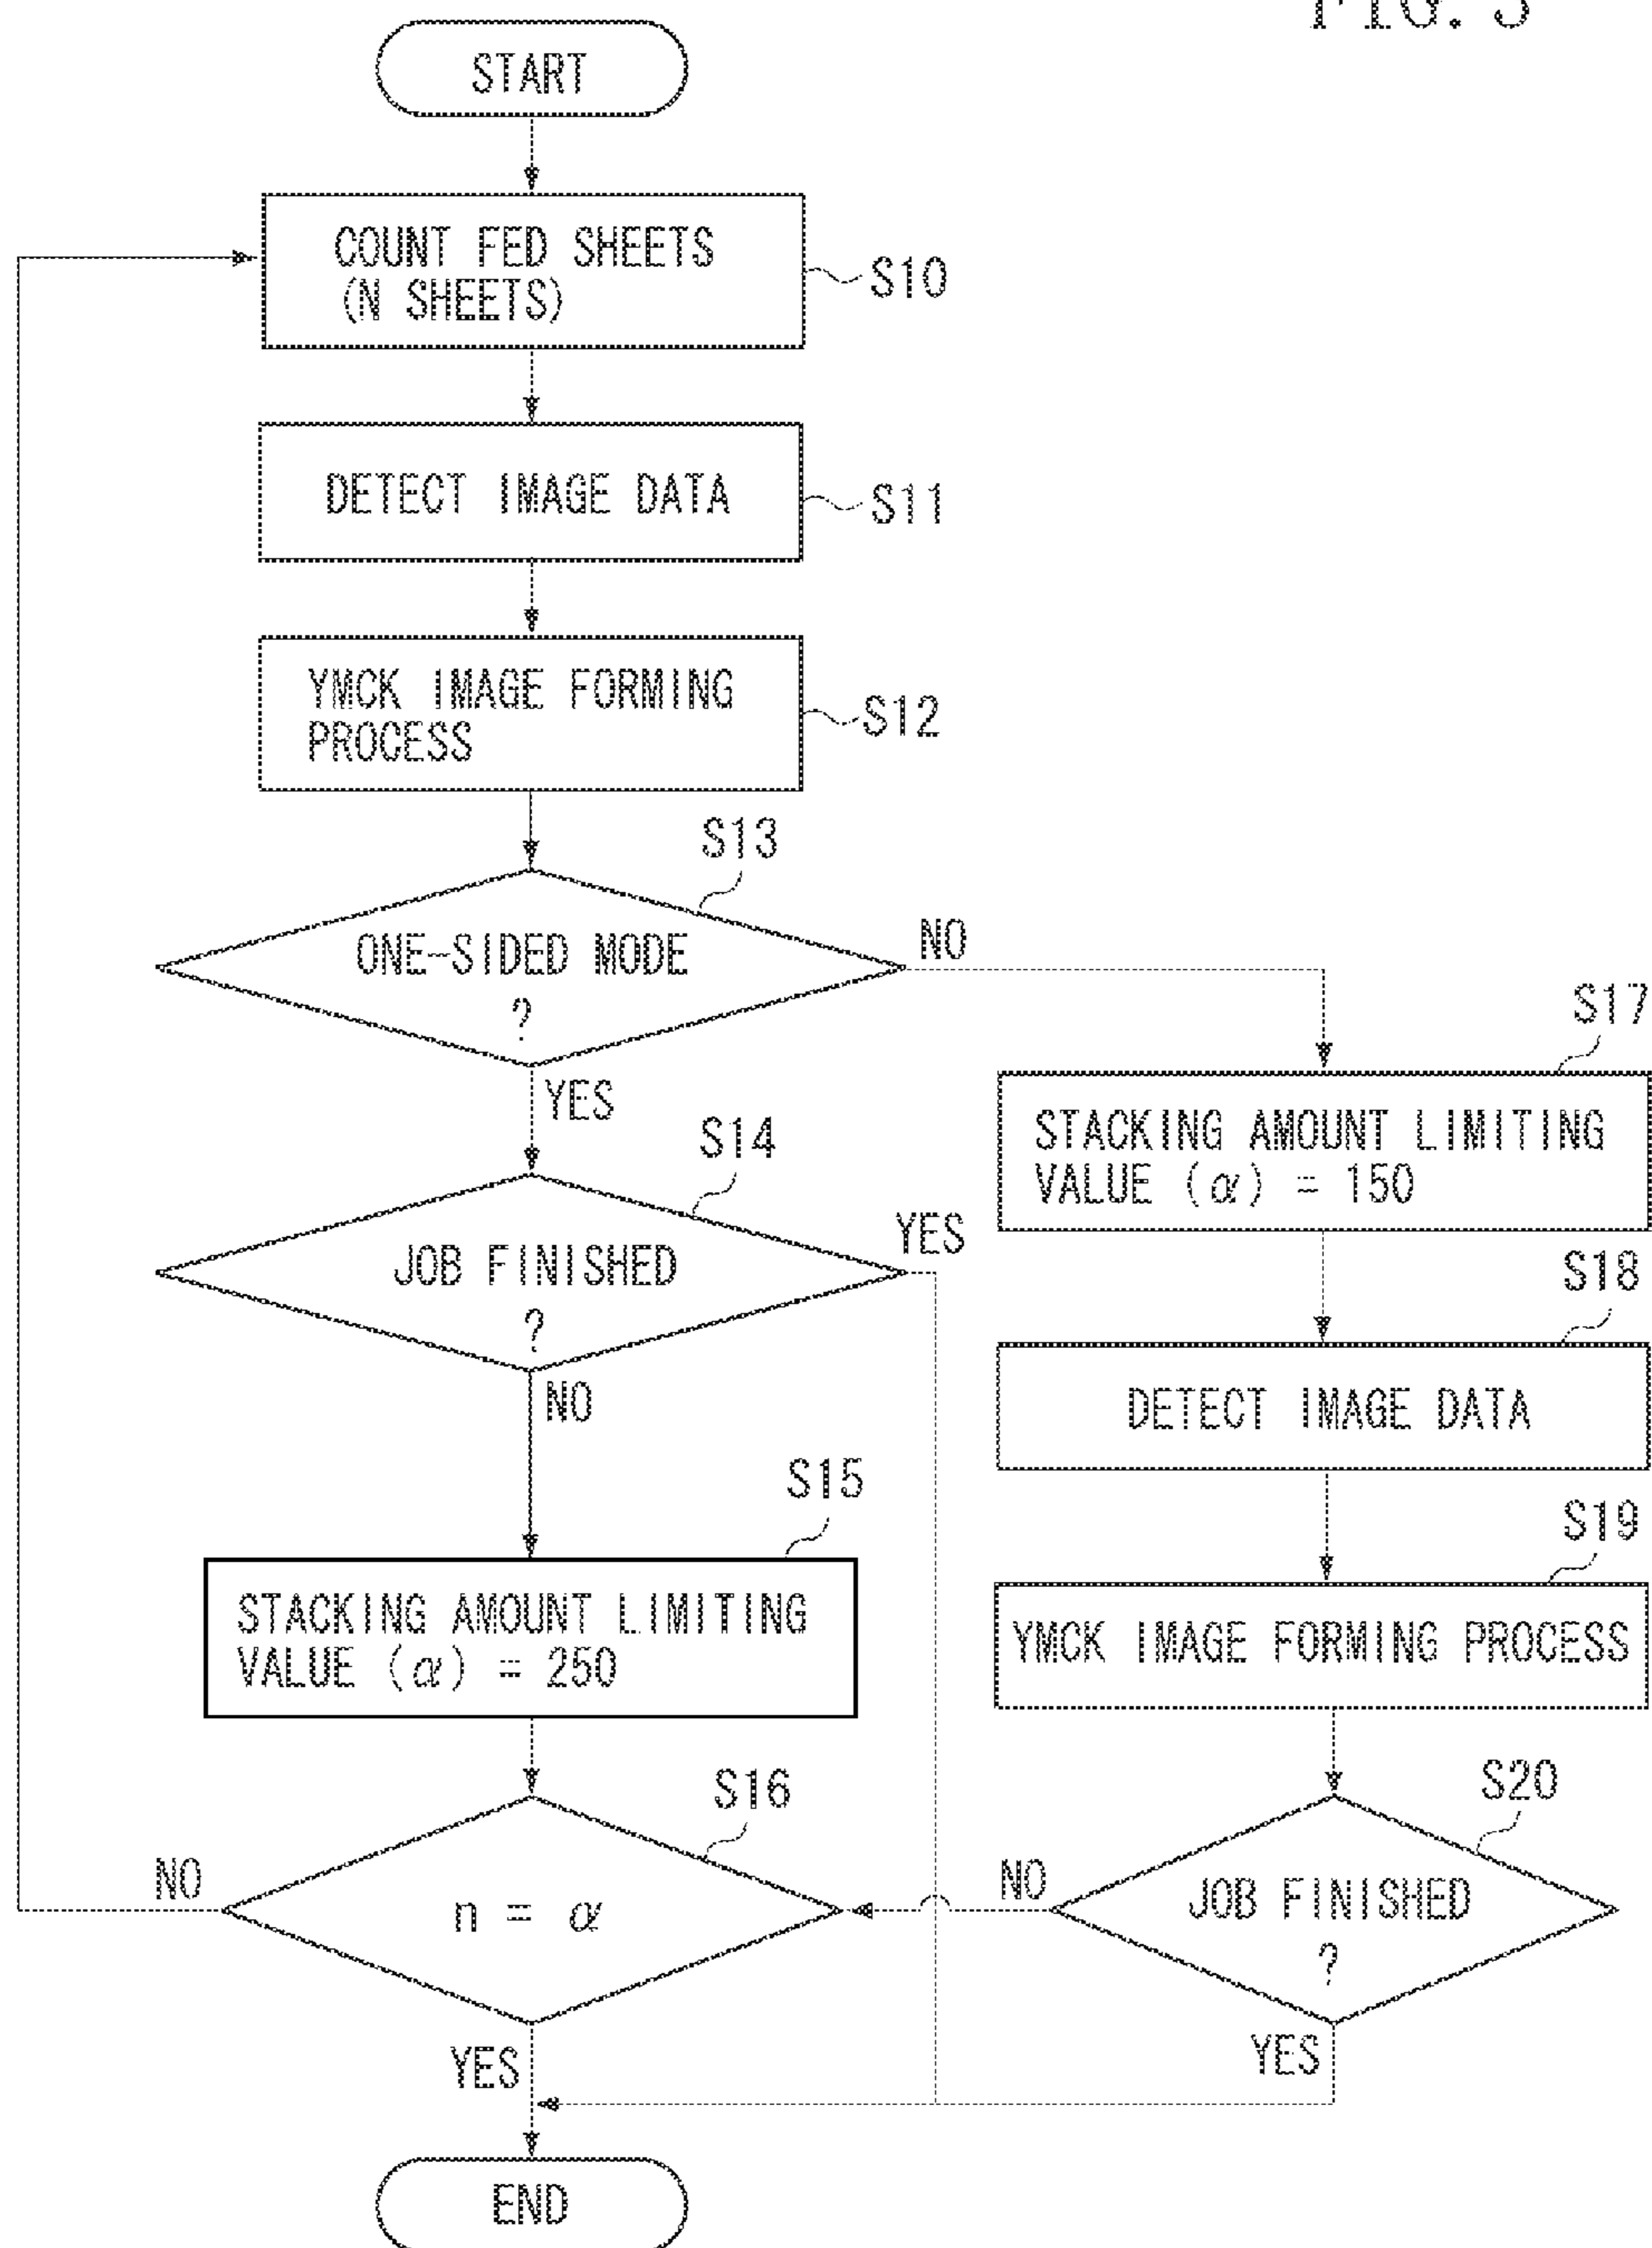 FIG. 3
START
COUNT FED SHEETS
(N SHEETS)
S10
DETECT IMAGE DATA
S11
YMCK IMAGE FORMING
PROCESS
S12
S13
ONE-SIDED MODE
?
NO
YES
S17
STACKING AMOUNT LIMITING
VALUE (α) = 150
S14
JOB FINISHED
?
YES
NO
S18
DETECT IMAGE DATA
S15
STACKING AMOUNT LIMITING
VALUE (α) = 250
S19
YMCK IMAGE FORMING PROCESS
S16
n = α
NO
YES
S20
JOB FINISHED
?
NO
YES
END